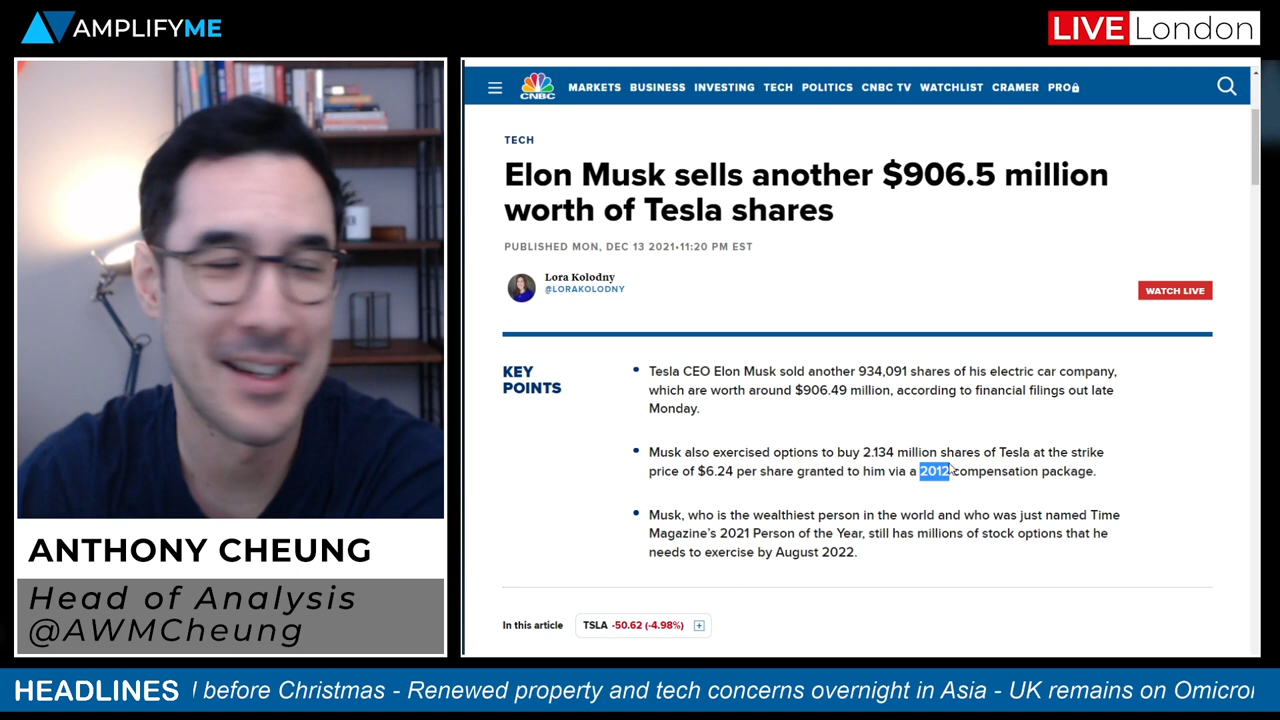 AMPLIFYME
LIVE London
CNBC
MARKETS BUSINESS INVESTING TECH POLITICS CNBC TV WATCHLIST CRAMER PRO
TECH
Elon Musk sells another $906.5 million
worth of Tesla shares
PUBLISHED MON, DEC 13 2021•11:20 PM EST
Lora Kolodny
@LORAKOLODNY
WATCH LIVE
KEY
POINTS
Tesla CEO Elon Musk sold another 934,091 shares of his electric car company,
which are worth around $906.49 million, according to financial filings out late
Monday.
Musk also exercised options to buy 2.134 million shares of Tesla at the strike
price of $6.24 per share granted to him via a 2012 compensation package.
Musk, who is the wealthiest person in the world and who was just named Time
Magazine's 2021 Person of the Year, still has millions of stock options that he
needs to exercise by August 2022.
In this article TSLA -50.62 (-4.98%)
ANTHONY CHEUNG
Head of Analysis
@AWMCheung
HEADLINES before Christmas - Renewed property and tech concerns overnight in Asia - UK remains on